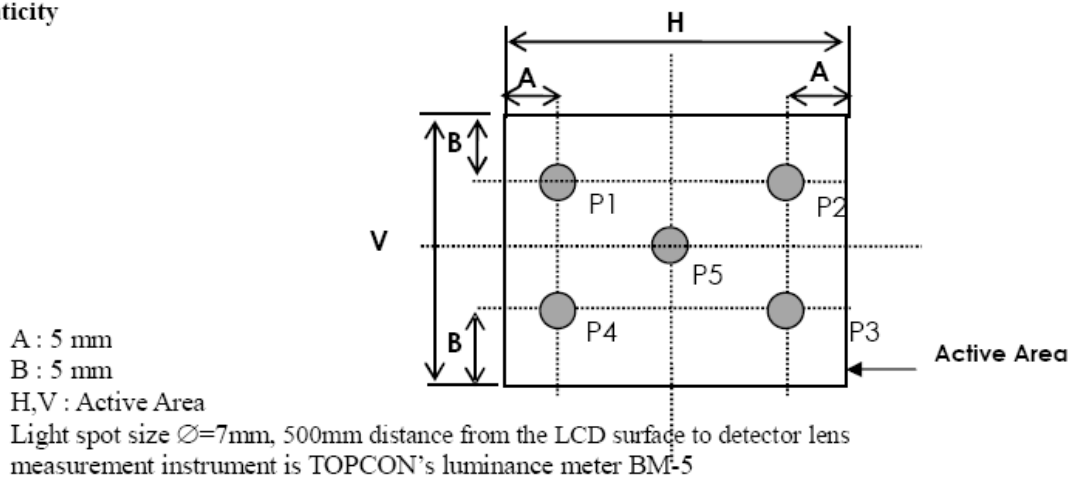 H
A
A
B
P1
P2
V
P5
B
P4
P3
Active Area
A : 5 mm
B : 5 mm
H,V : Active Area
Light spot size ∅=7mm, 500mm distance from the LCD surface to detector lens
measurement instrument is TOPCON's luminance meter BM-5